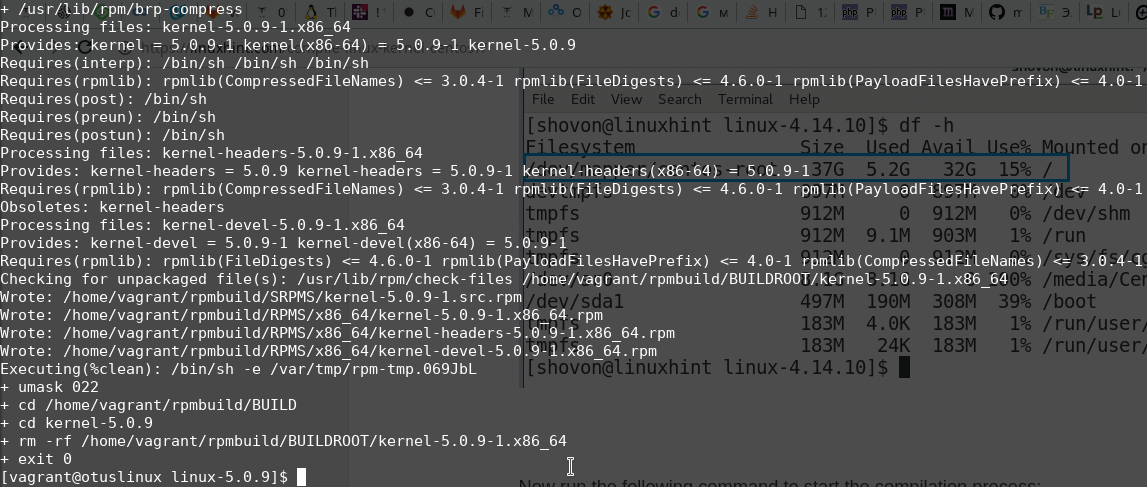 + /usr/lib/rpm/brp-compress
Processing files: kernel-5.0.9-1.x86_64
Provides: kernel = 5.0.9-1 kernel(x86-64) = 5.0.9-1 kernel-5.0.9
Requires(interp): /bin/sh /bin/sh /bin/sh
Requires(rpmlib): rpmlib(CompressedFileNames) <= 3.0.4-1 rpmlib(FileDigests) <= 4.6.0-1 rpmlib(PayloadFilesHavePrefix) <= 4.0-1
Requires(post): /bin/sh
Requires(preun): /bin/sh
Requires(postun): /bin/sh
Processing files: kernel-headers-5.0.9-1.x86_64
Provides: kernel-headers = 5.0.9 kernel-headers = 5.0.9-1 kernel-headers(x86-64) = 5.0.9-1
Requires(rpmlib): rpmlib(CompressedFileNames) <= 3.0.4-1 rpmlib(FileDigests) <= 4.6.0-1 rpmlib(PayloadFilesHavePrefix) <= 4.0-1
Obsoletes: kernel-headers
Processing files: kernel-devel-5.0.9-1.x86_64
Provides: kernel-devel = 5.0.9-1 kernel-devel(x86-64) = 5.0.9-1
Requires(rpmlib): rpmlib(FileDigests) <= 4.6.0-1 rpmlib(PayloadFilesHavePrefix) <= 4.0-1 rpmlib(CompressedFileNames) <= 3.0.4-1
Checking for unpackaged file(s): /usr/lib/rpm/check-files /home/vagrant/rpmbuild/BUILDROOT/kernel-5.0.9-1.x86_64
Wrote: /home/vagrant/rpmbuild/SRPMS/kernel-5.0.9-1.src.rpm
Wrote: /home/vagrant/rpmbuild/RPMS/x86_64/kernel-5.0.9-1.x86_64.rpm
Wrote: /home/vagrant/rpmbuild/RPMS/x86_64/kernel-headers-5.0.9-1.x86_64.rpm
Wrote: /home/vagrant/rpmbuild/RPMS/x86_64/kernel-devel-5.0.9-1.x86_64.rpm
Executing(%clean): /bin/sh -e /var/tmp/rpm-tmp.069JbL
+ umask 022
+ cd /home/vagrant/rpmbuild/BUILD
+ cd kernel-5.0.9
+ rm -rf /home/vagrant/rpmbuild/BUILDROOT/kernel-5.0.9-1.x86_64
+ exit 0
[vagrant@otuslinux linux-5.0.9]$
File Edit View Search Terminal Help
[shovon@linuxhint linux-4.14.10]$ df -h
Filesystem Size Used Avail Use% Mounted on
37G 5.2G 32G 15% /
tmpfs 912M 0 912M 0% /dev/shm
tmpfs 912M 9.1M 903M 1% /run
/dev/sda1 497M 190M 308M 39% /boot
tmpfs 183M 4.0K 183M 1% /run/user/
tmpfs 183M 24K 183M 1% /run/user/
[shovon@linuxhint linux-4.14.10]$
Now run the following command to start the compilation process: